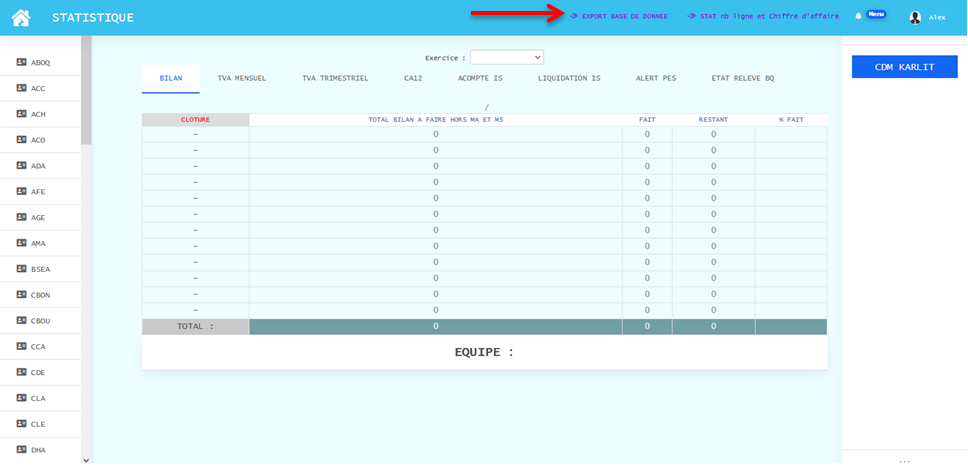 STATISTIQUE
EXPORT BASE DE DONNEE
STAT nb ligne et Chiffre d'affaire
Menu
Alex
ABOQ
ACC
ACH
ACO
ADA
AFE
AGE
AMA
BSEA
CBON
CBOU
CCA
CDE
CLA
CLE
DHA
Exercice :
BILAN TVA MENSUEL TVA TRIMESTRIEL CA12 ACOMPTE IS LIQUIDATION IS ALERT PES ETAT RELEVE BQ
/
CLOTURE TOTAL BILAN A FAIRE HORS MA ET MS FAIT RESTANT % FAIT
- 0 0 0
- 0 0 0
- 0 0 0
- 0 0 0
- 0 0 0
- 0 0 0
- 0 0 0
- 0 0 0
- 0 0 0
- 0 0 0
- 0 0 0
- 0 0 0
TOTAL : 0 0 0
EQUIPE :
CDM KARLIT
...